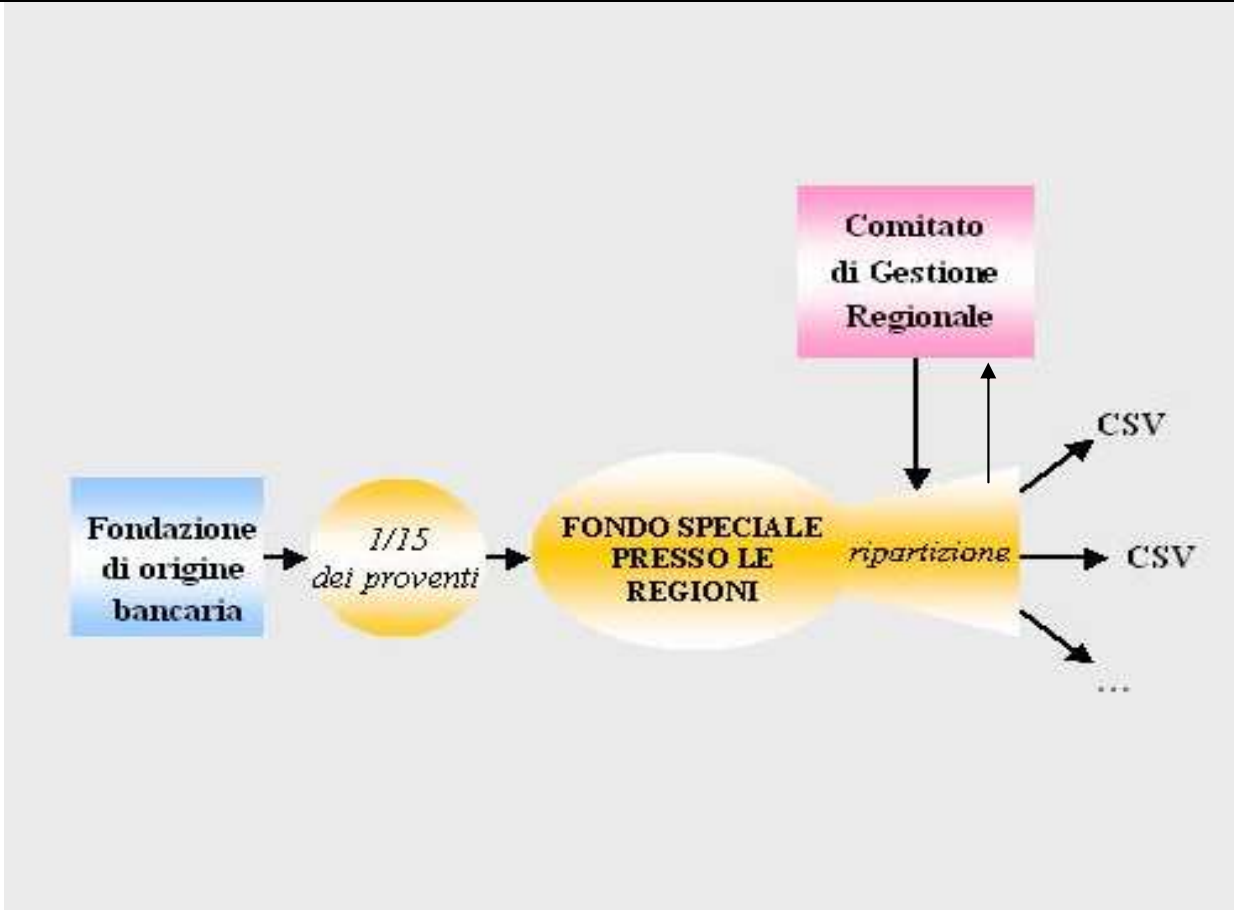 Comitato
di Gestione
Regionale
CSV
Fondazione
di origine
bancaria
1/15
dei proventi
FONDO SPECIALE
PRESSO LE
REGIONI
ripartizione
CSV
...